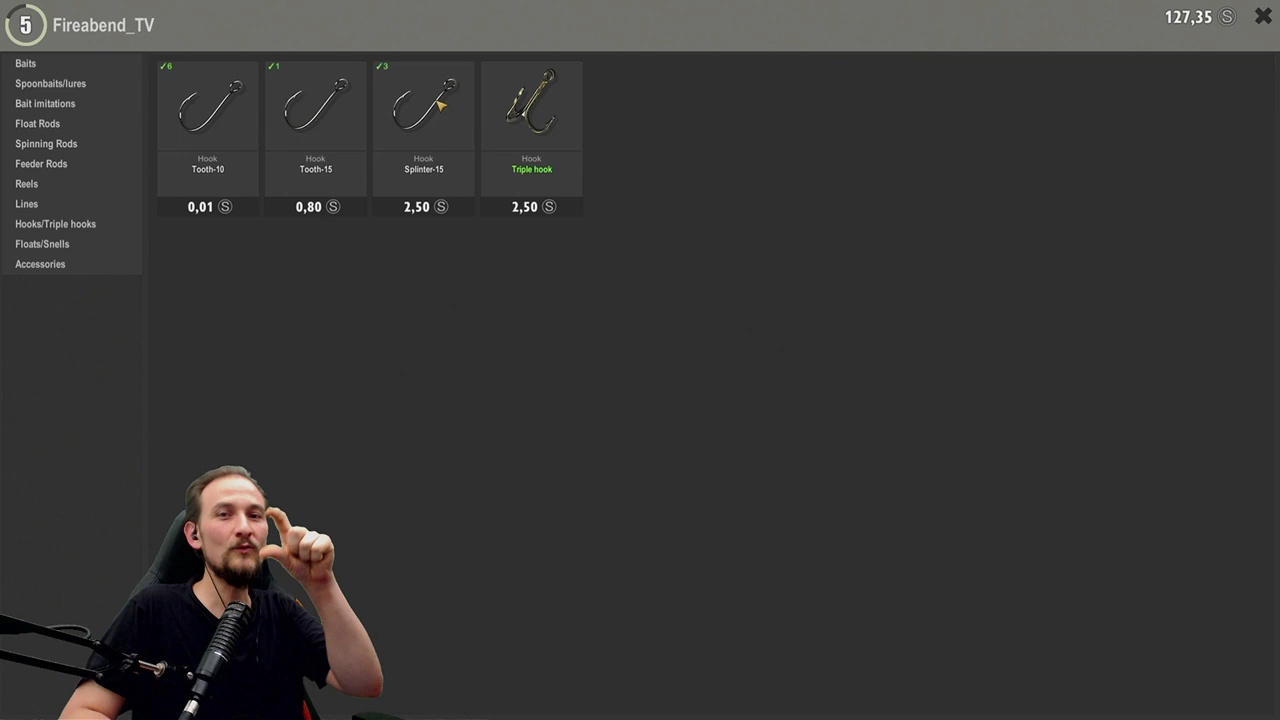 5 Fireabend_TV
127,35 S
Baits
Spoonbaits/lures
Bait imitations
Float Rods
Spinning Rods
Feeder Rods
Reels
Lines
Hooks/Triple hooks
Floats/Snells
Accessories
✓6
Hook
Tooth-10
0,01 S
✓1
Hook
Tooth-15
0,80 S
✓3
Hook
Splinter-15
2,50 S
Hook
Triple hook
2,50 S